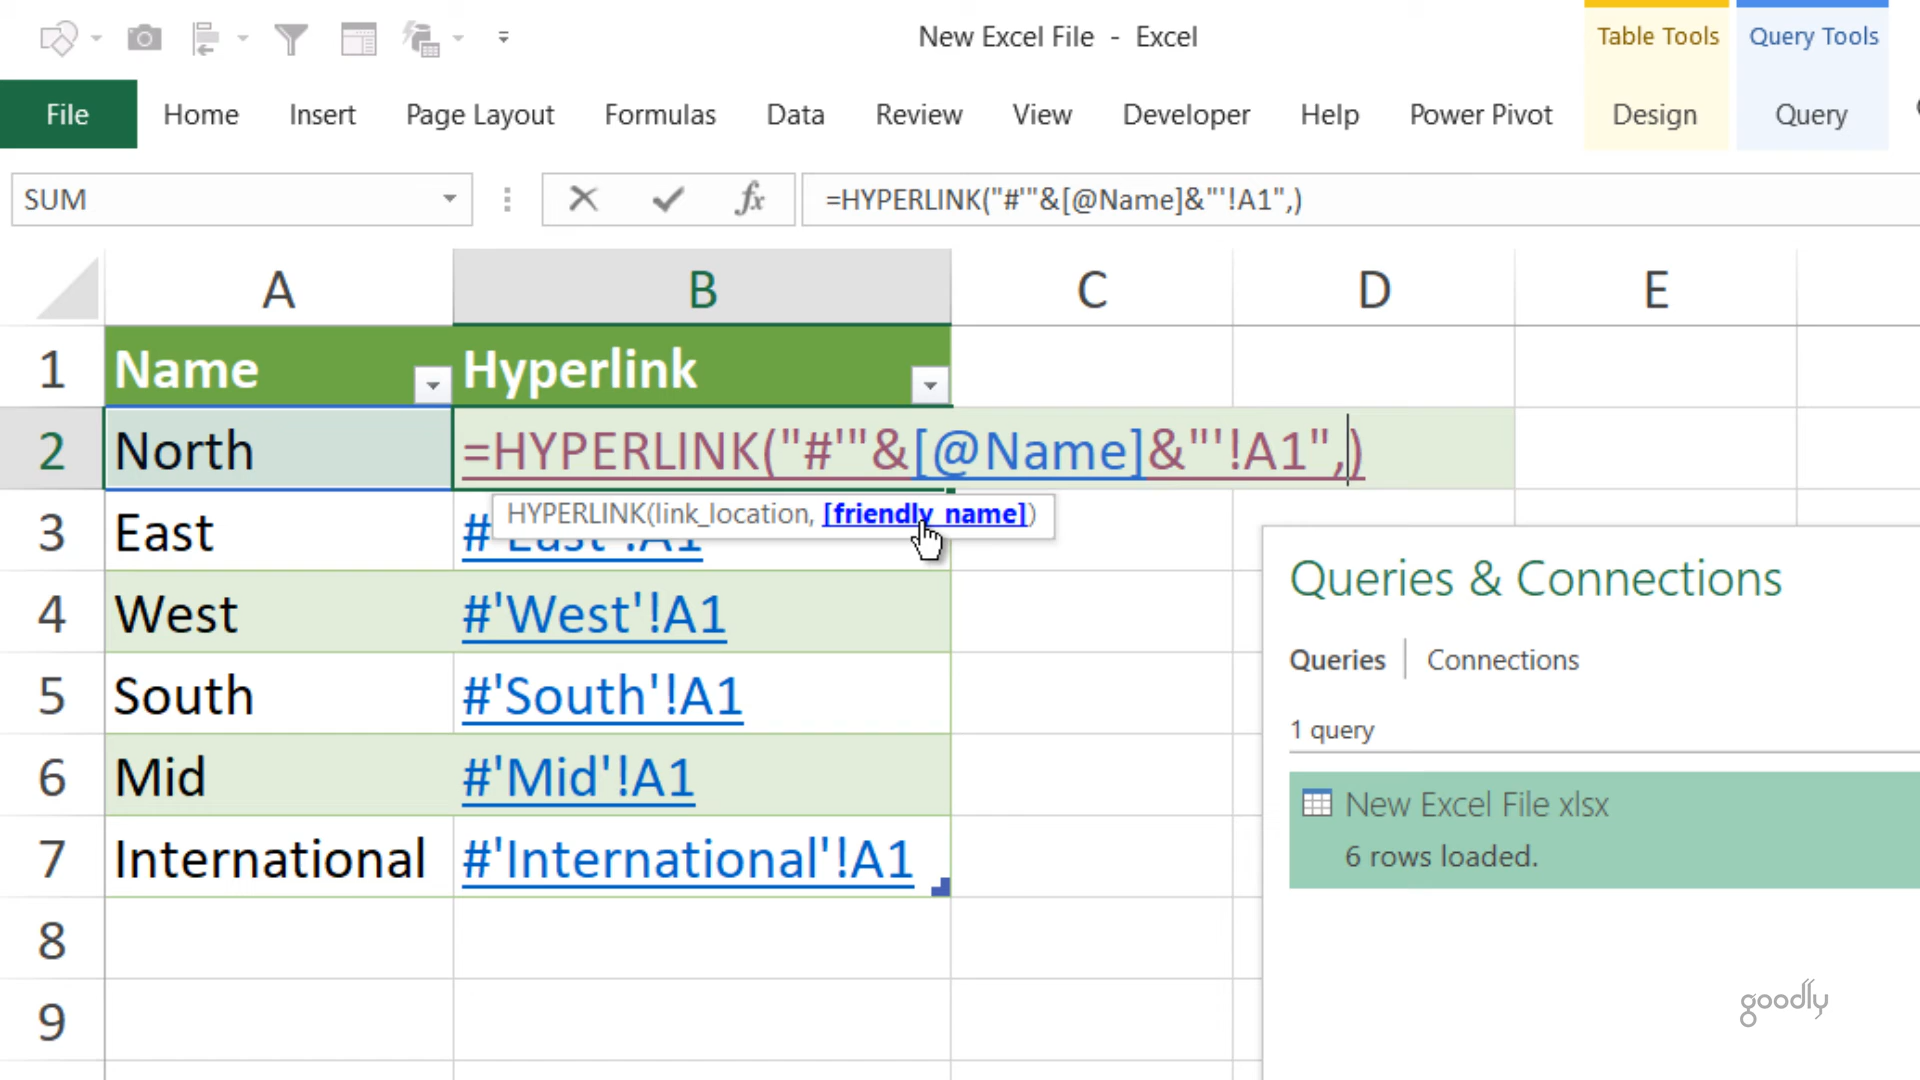 New Excel File - Excel
Table Tools
Query Tools
File
Home
Insert
Page Layout
Formulas
Data
Review
View
Developer
Help
Power Pivot
Design
Query
SUM
fx
=HYPERLINK("#'"&[@Name]&"'!A1",)
A
B
C
D
E
1
Name
Hyperlink
2
North
=HYPERLINK("#'"&[@Name]&"'!A1",)
HYPERLINK(link_location, [friendly_name])
3
East
#'East'!A1
4
West
#'West'!A1
5
South
#'South'!A1
6
Mid
#'Mid'!A1
7
International
#'International'!A1
8
9
Queries & Connections
Queries | Connections
1 query
New Excel File xlsx
6 rows loaded.
goodly